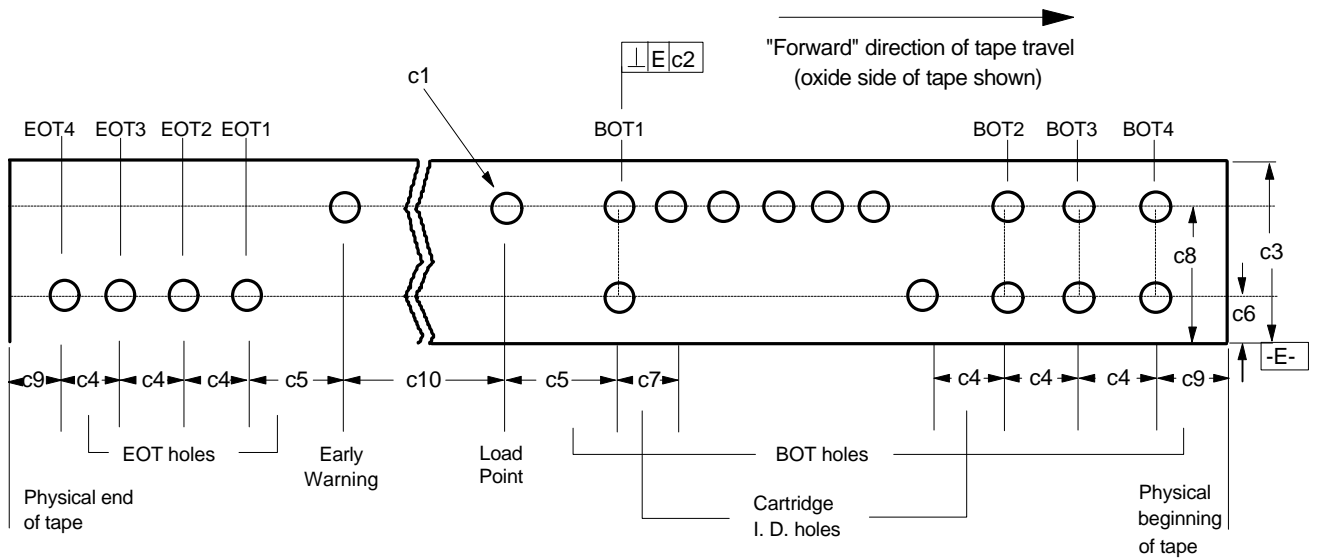 "Forward" direction of tape travel
(oxide side of tape shown)
⊥ E c2
c1
EOT4 EOT3 EOT2 EOT1 BOT1 BOT2 BOT3 BOT4
c8 c3
c6
-E-
c9 c4 c4 c4 c5 c10 c5 c7 c4 c4 c4 c9
EOT holes
Early
Warning
Load
Point
BOT holes
Cartridge
I. D. holes
Physical end
of tape
Physical
beginning
of tape